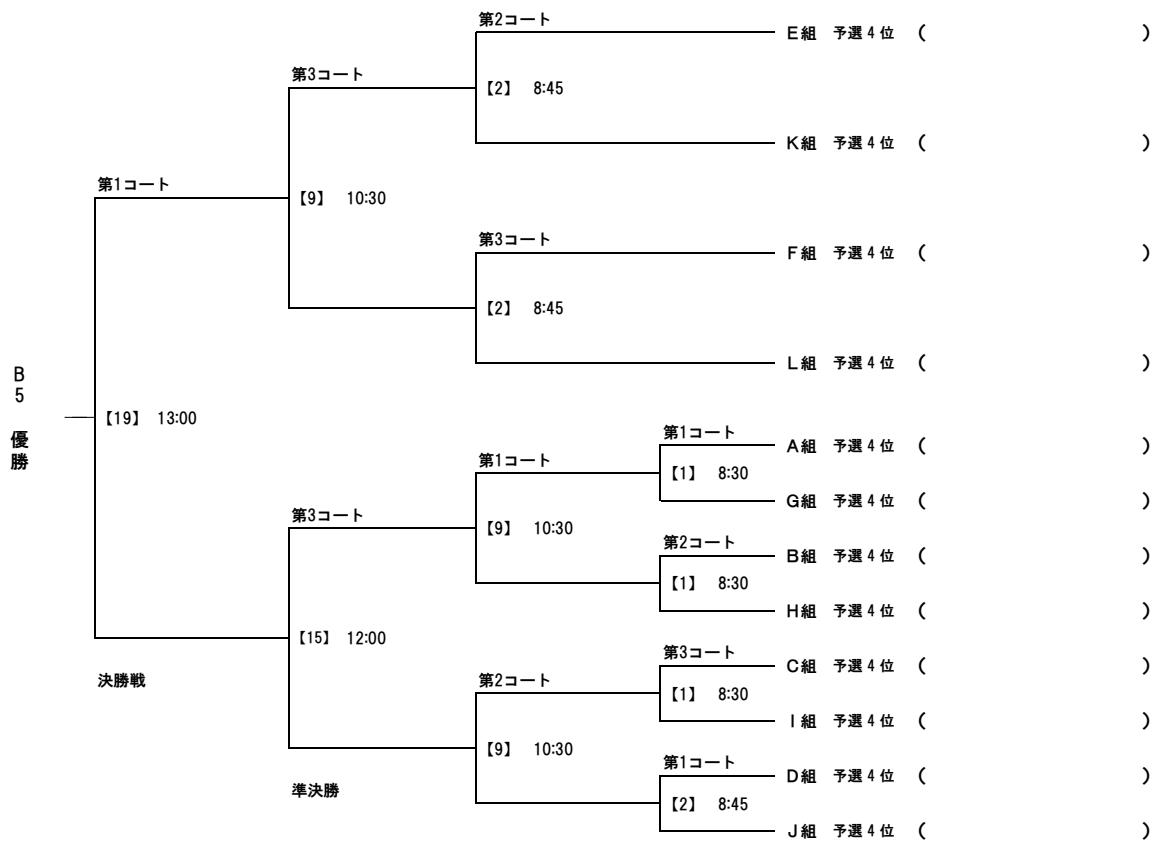 第2コート
E組 予選4位 ( )
第3コート
【2】 8:45
K組 予選4位 ( )
第1コート
【9】 10:30
第3コート
F組 予選4位 ( )
【2】 8:45
L組 予選4位 ( )
B5 優勝
【19】 13:00
第1コート
A組 予選4位 ( )
第1コート
【1】 8:30
G組 予選4位 ( )
第3コート
【9】 10:30
第2コート
B組 予選4位 ( )
【1】 8:30
H組 予選4位 ( )
【15】 12:00
第3コート
C組 予選4位 ( )
決勝戦
第2コート
【1】 8:30
I組 予選4位 ( )
【9】 10:30
第1コート
D組 予選4位 ( )
準決勝
【2】 8:45
J組 予選4位 ( )